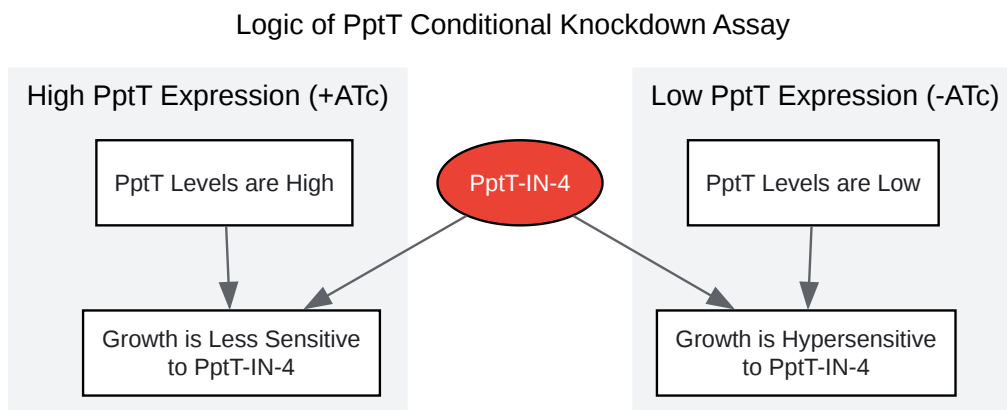 Logic of PptT Conditional Knockdown Assay
High PptT Expression (+ATc)
PptT Levels are High
Growth is Less Sensitive
to PptT-IN-4
PptT-IN-4
Low PptT Expression (-ATc)
PptT Levels are Low
Growth is Hypersensitive
to PptT-IN-4